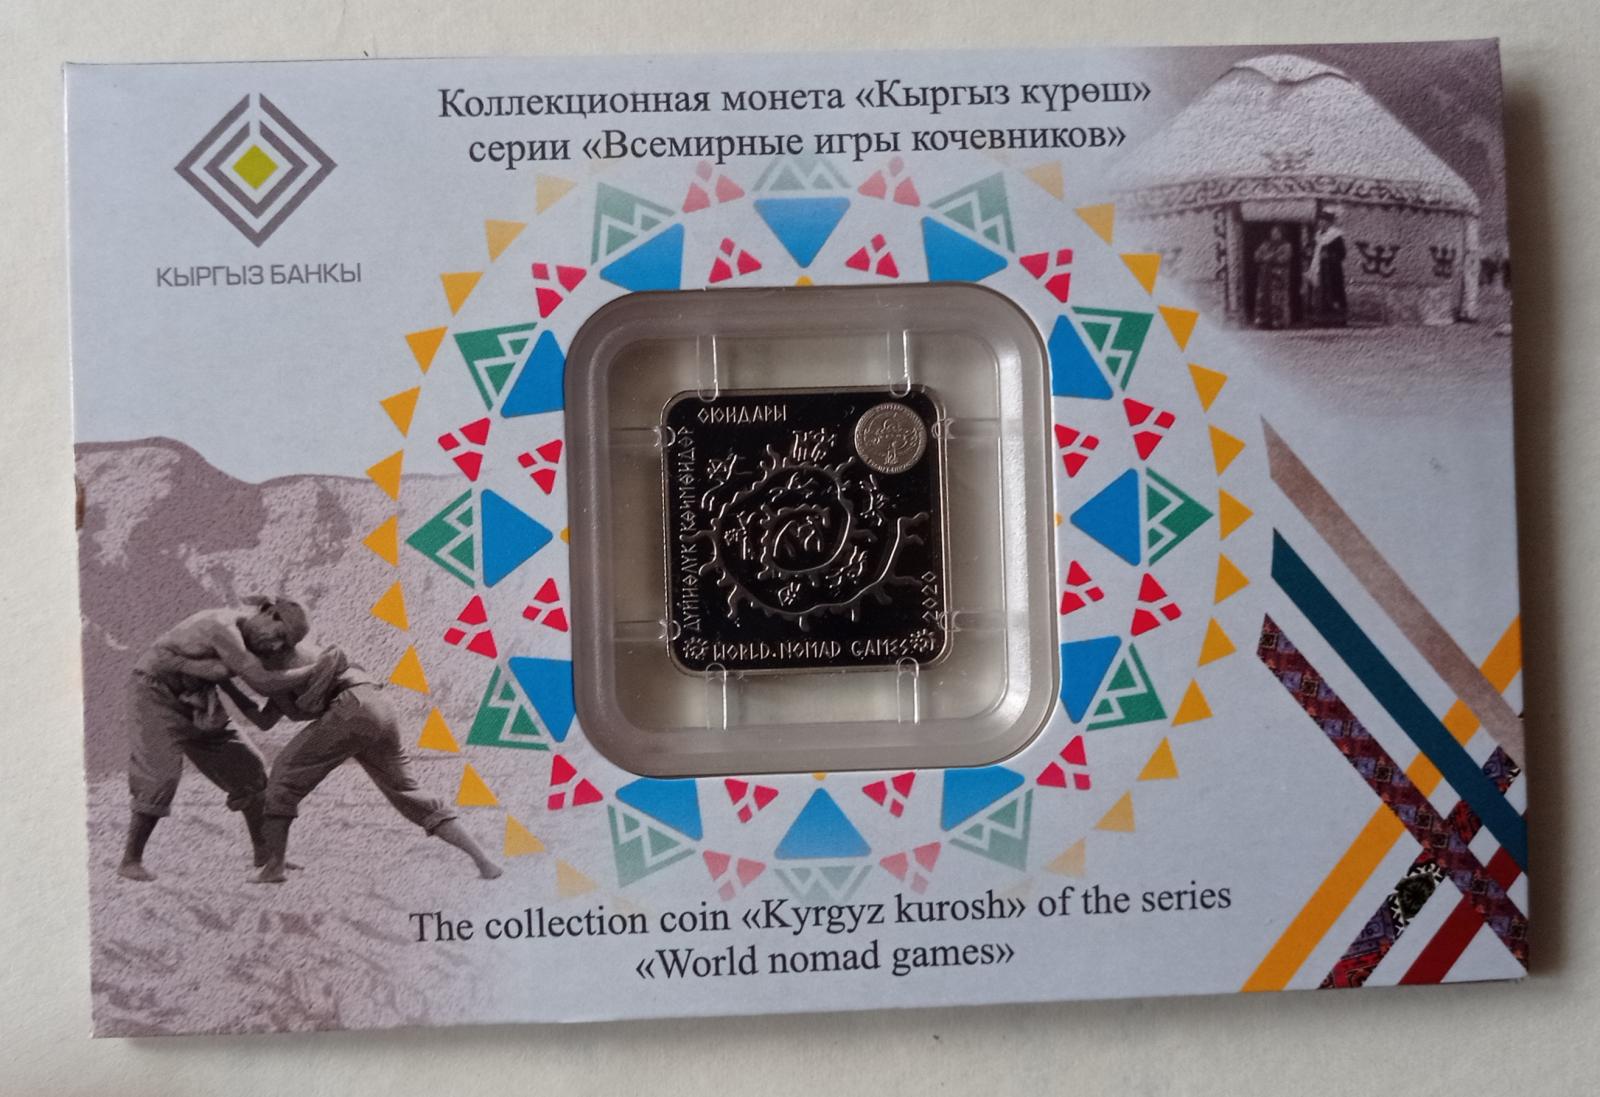 Коллекционная монета «Кыргыз күрөш»
серии «Всемирные игры кочевников»
КЫРГЫЗ БАНКЫ
ОЮНДАРЫ
ДҮЙНӨЛҮК КӨЧМӨНДӨР
2020
WORLD NOMAD GAMES
The collection coin «Kyrgyz kurosh» of the series
«World nomad games»